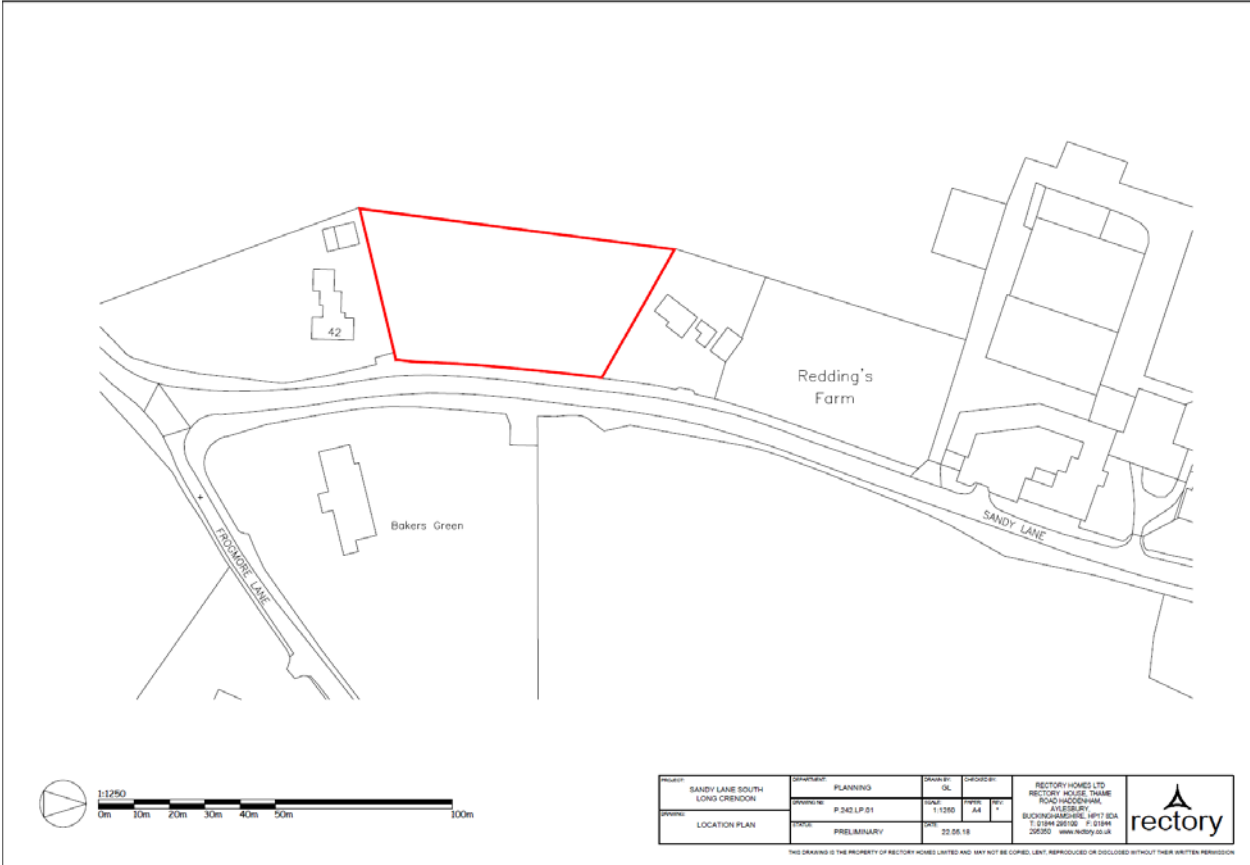 42
Redding's
Farm
Bakers Green
SANDY LANE
FROGMORE LANE
1:1250
0m 10m 20m 30m 40m 50m 100m
PROJECT:
SANDY LANE SOUTH
LONG CRENDON
DRAWING:
LOCATION PLAN
DEPARTMENT:
PLANNING
DRAWING NO:
P.242.LP.01
STATUS:
PRELIMINARY
DRAWN BY:
GL
CHECKED BY:
SCALE:
1:1250
PAPER:
A4
REV:
*
DATE:
RECTORY HOMES LTD
RECTORY HOUSE, THAME
ROAD HADDENHAM,
AYLESBURY,
BUCKINGHAMSHIRE, HP17 8DA
www.rectory.co.uk
rectory
THIS DRAWING IS THE PROPERTY OF RECTORY HOMES LIMITED AND MAY NOT BE COPIED, LENT, REPRODUCED OR DISCLOSED WITHOUT THEIR WRITTEN PERMISSION